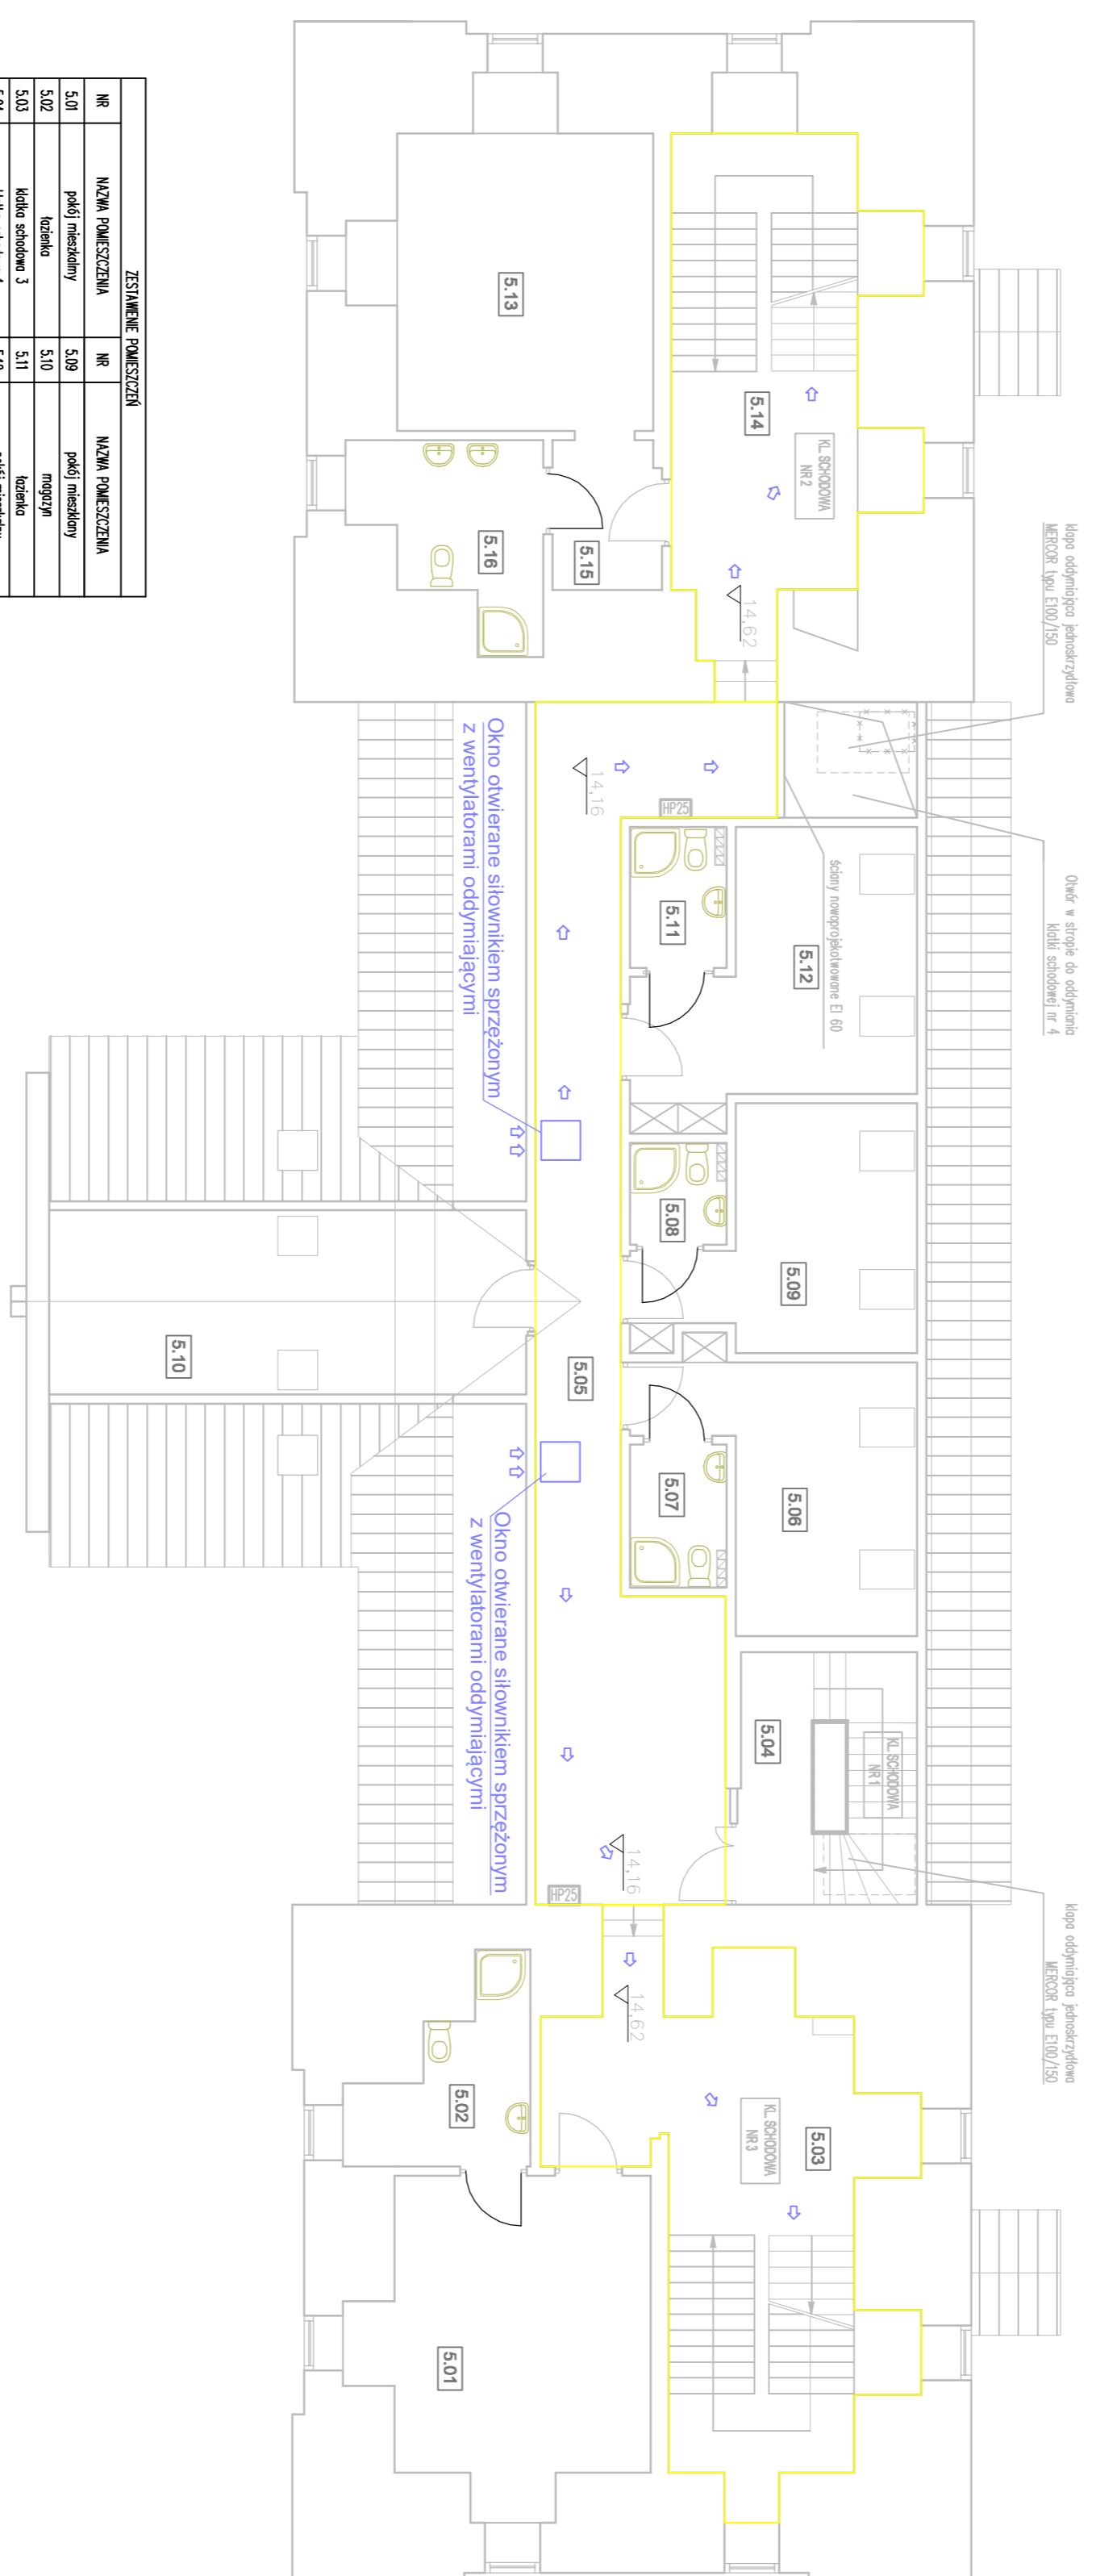 klapa oddymiająca jednoskrzydłowa
MERCOR typu E100/150
Otwór w stropie do oddymiania
klatki schodowej nr 4
klapa oddymiająca jednoskrzydłowa
MERCOR typu E100/150
KL. SCHODOWA
NR 2
5.14
14,62
ściany nowoprojektowane EI 60
5.12
5.09
5.06
KL. SCHODOWA
NR 1
5.04
5.03
KL. SCHODOWA
NR 3
HP25
5.11
5.08
5.07
14,16
14,62
14,16
5.05
HP25
5.13
5.15
5.16
Okno otwierane siłownikiem sprzężonym
z wentylatorami oddymiającymi
Okno otwierane siłownikiem sprzężonym
z wentylatorami oddymiającymi
5.02
5.01
5.10
ZESTAWIENIE POMIESZCZEŃ
NR NAZWA POMIESZCZENIA NR NAZWA POMIESZCZENIA
5.01 pokój mieszkalny 5.09 pokój mieszklany
5.02 łazienka 5.10 magazyn
5.03 klatka schodowa 3 5.11 łazienka